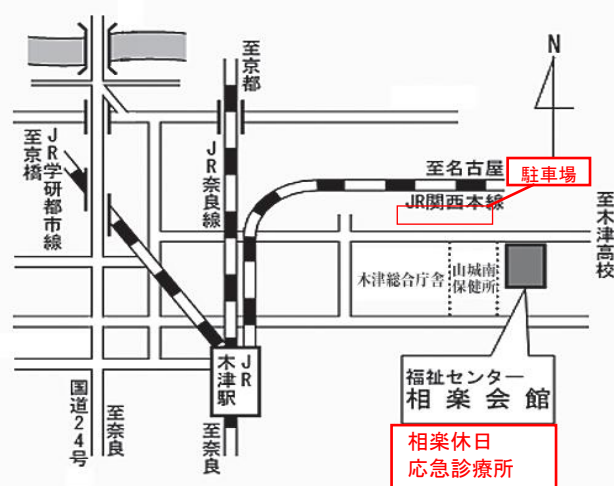 至京都
N
至京橋
JR学研都市線
JR奈良線
至名古屋
駐車場
JR関西本線
至木津高校
木津総合庁舎
山城南
保健所
JR
木津駅
福祉センター
相楽会館
国道24号
至奈良
至奈良
相楽休日
応急診療所